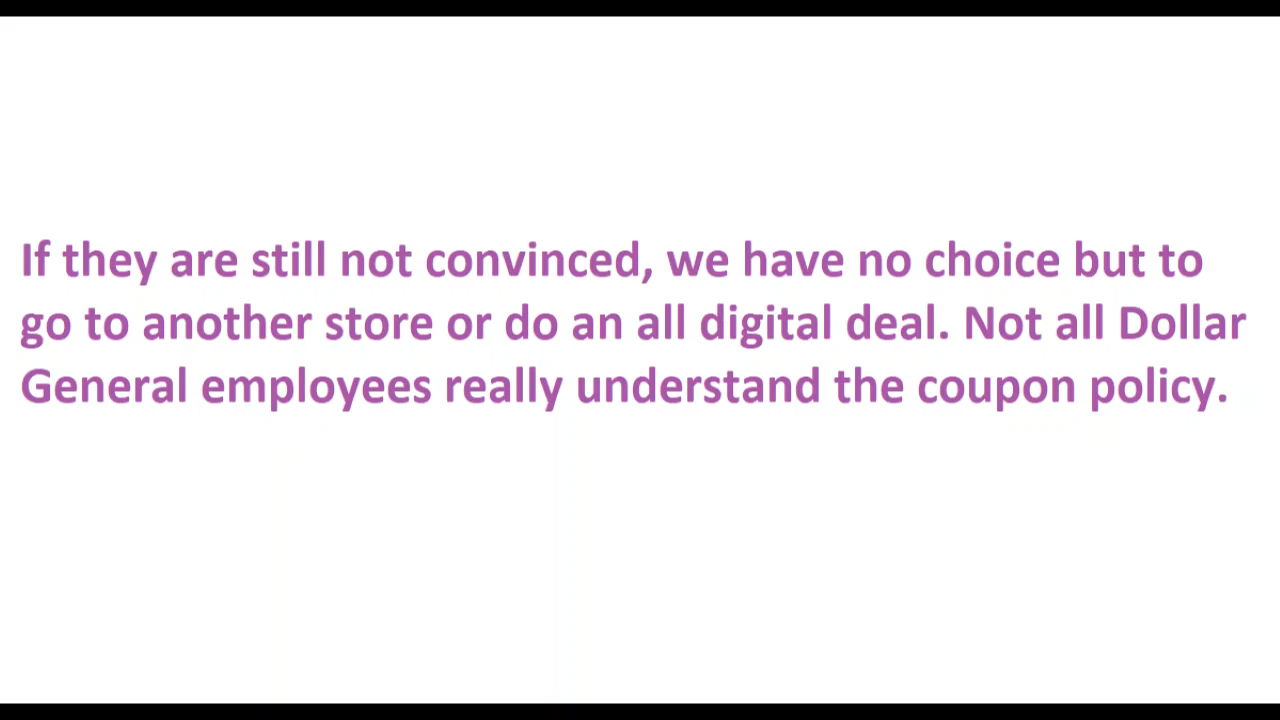 If they are still not convinced, we have no choice but to
go to another store or do an all digital deal. Not all Dollar
General employees really understand the coupon policy.